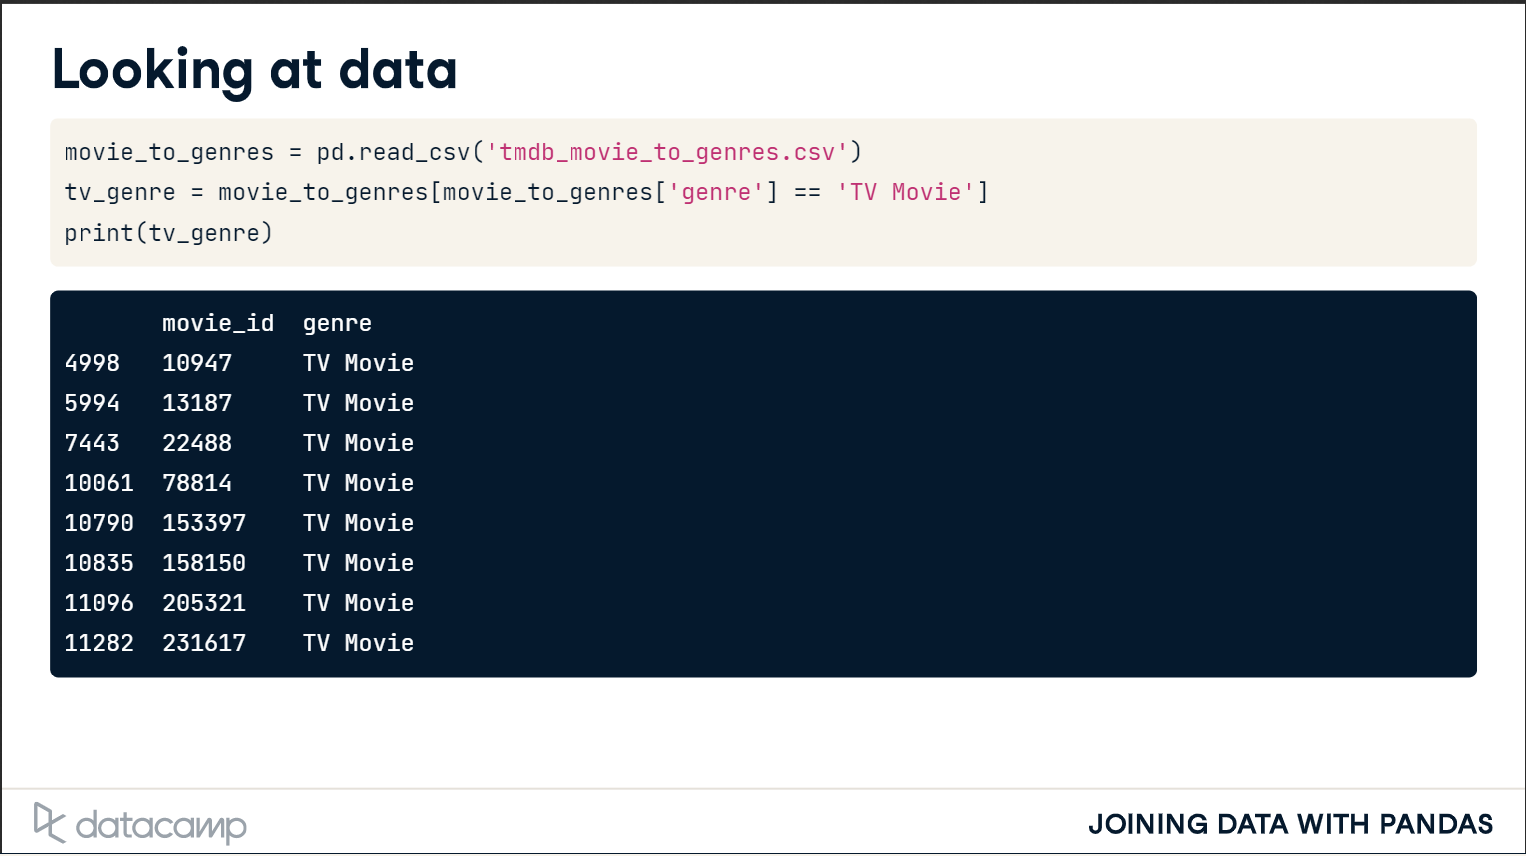 Looking at data
movie_to_genres = pd.read_csv('tmdb_movie_to_genres.csv')
tv_genre = movie_to_genres[movie_to_genres['genre'] == 'TV Movie']
print(tv_genre)
movie_id genre
4998 10947 TV Movie
5994 13187 TV Movie
7443 22488 TV Movie
10061 78814 TV Movie
10790 153397 TV Movie
10835 158150 TV Movie
11096 205321 TV Movie
11282 231617 TV Movie
datacamp
JOINING DATA WITH PANDAS